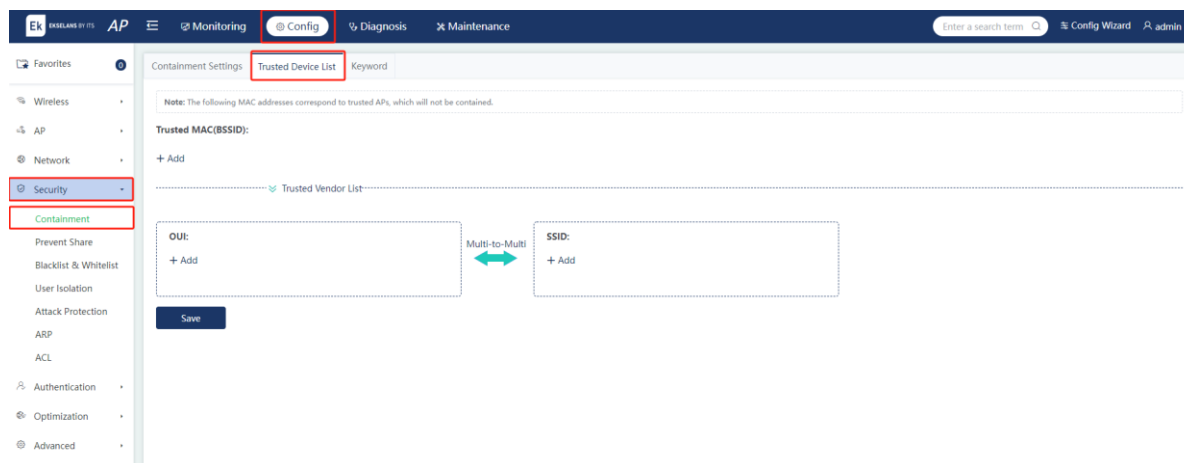 Ek EKSELANS BY ITS AP Monitoring Config Diagnosis Maintenance Enter a search term Config Wizard admin
Favorites 0
Containment Settings Trusted Device List Keyword
Wireless
Note: The following MAC addresses correspond to trusted APs, which will not be contained.
AP
Trusted MAC(BSSID):
Network
+ Add
Security
Trusted Vendor List
Containment
Prevent Share
Blacklist & Whitelist
User Isolation
Attack Protection
ARP
ACL
Authentication
Optimization
Advanced
OUI:
+ Add
Multi-to-Multi
SSID:
+ Add
Save